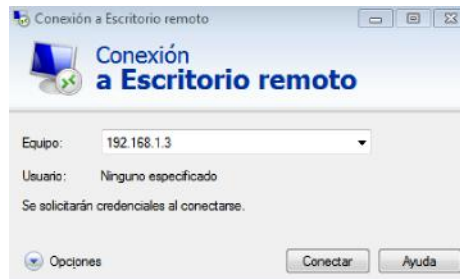 Conexión a Escritorio remoto
Conexión
a Escritorio remoto
Equipo: 192.168.1.3
Usuario: Ninguno especificado
Se solicitarán credenciales al conectarse.
Opciones Conectar Ayuda